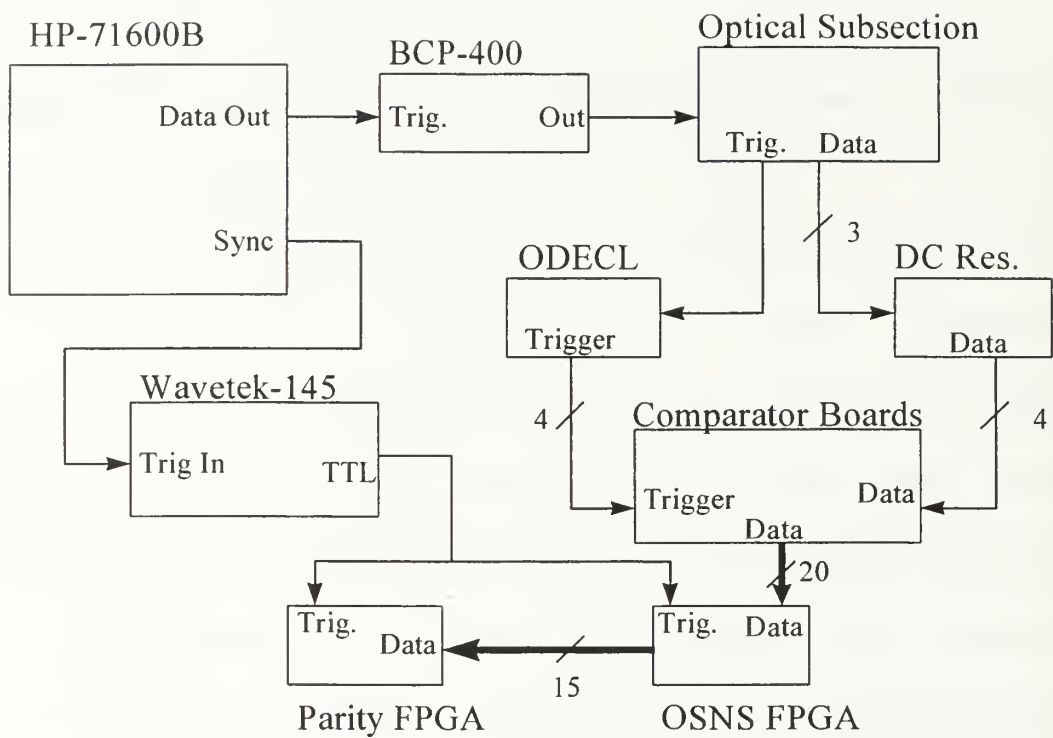 HP-71600B
BCP-400
Optical Subsection
Data Out
Trig.
Out
Trig.
Data
Sync
3
ODECL
DC Res.
Trigger
Data
Wavetek-145
4
Comparator Boards
4
Trig In
TTL
Trigger
Data
Data
20
Trig.
Data
Trig.
Data
15
Parity FPGA
OSNS FPGA